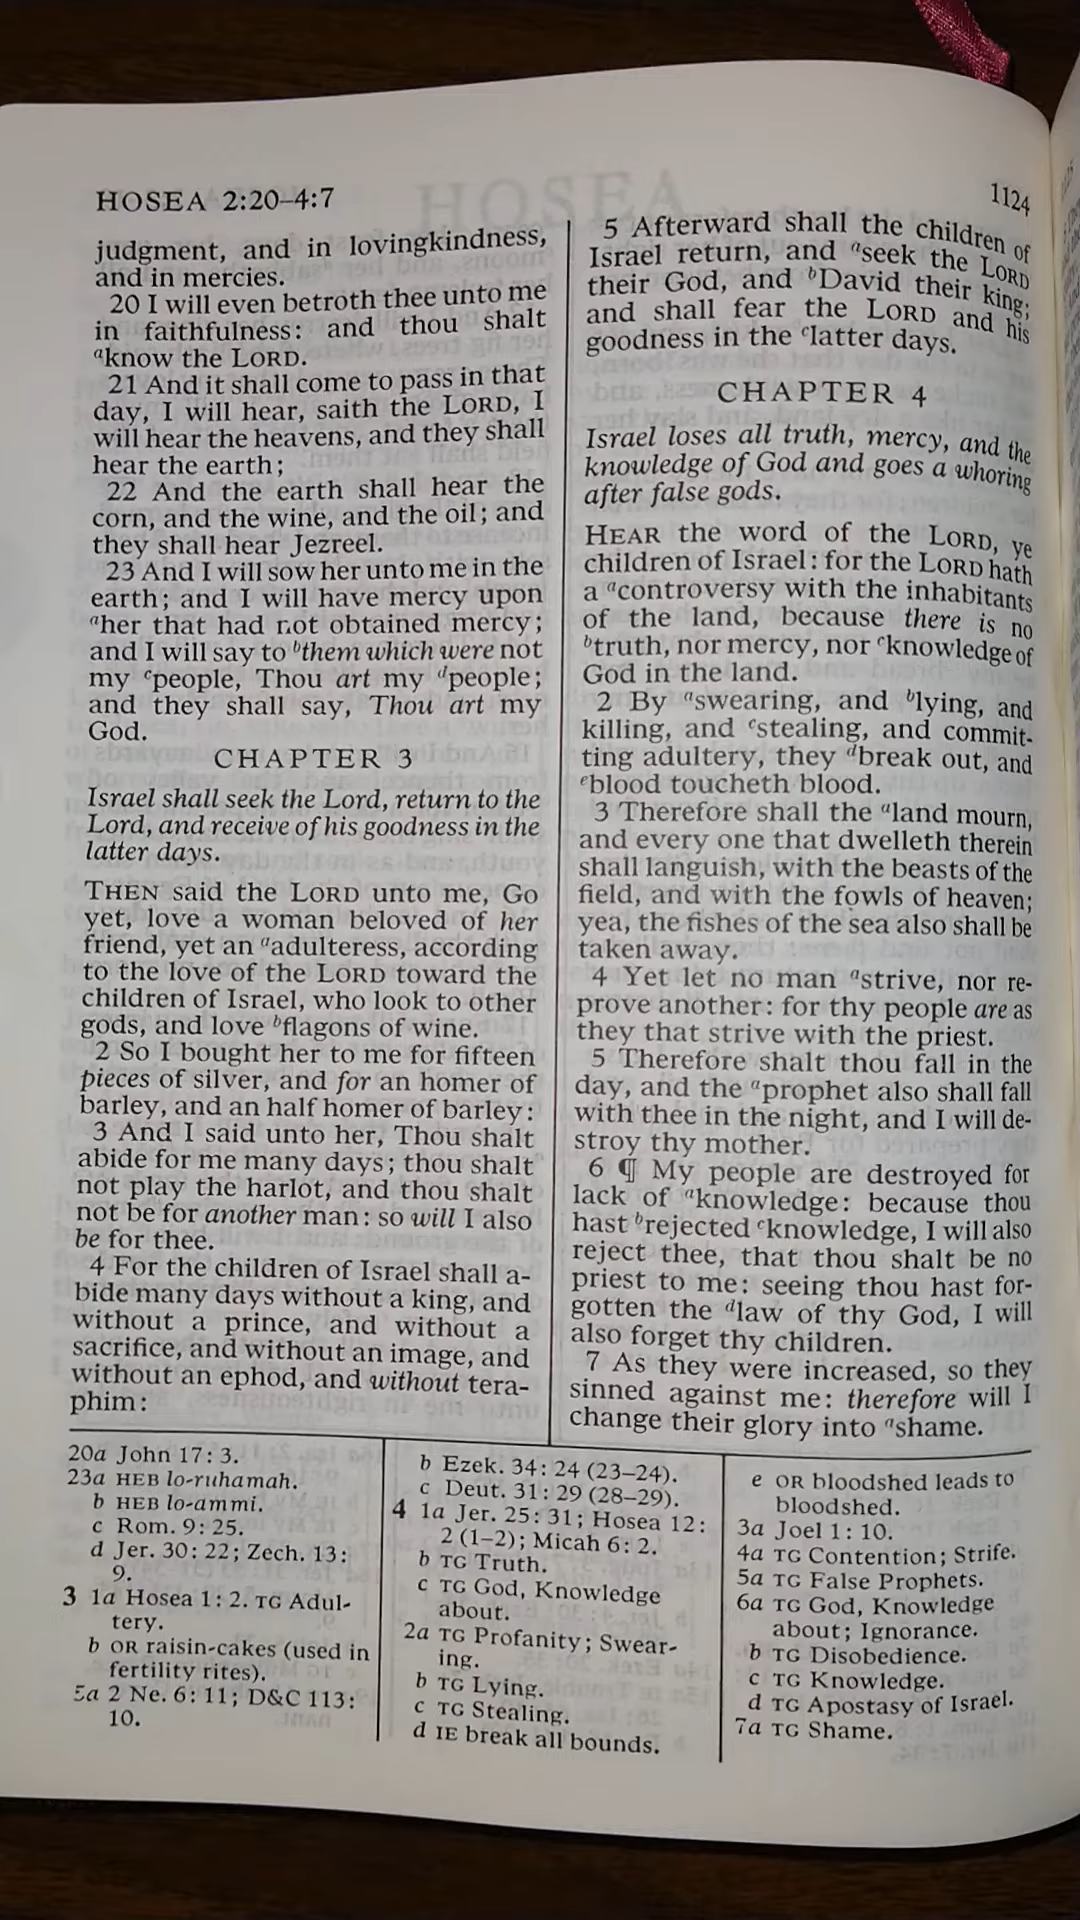 HOSEA 2:20–4:7
1124
judgment, and in lovingkindness,
and in mercies.
20 I will even betroth thee unto me
in faithfulness: and thou shalt
aknow the LORD.
21 And it shall come to pass in that
day, I will hear, saith the LORD, I
will hear the heavens, and they shall
hear the earth;
22 And the earth shall hear the
corn, and the wine, and the oil; and
they shall hear Jezreel.
23 And I will sow her unto me in the
earth; and I will have mercy upon
aher that had not obtained mercy;
and I will say to bthem which were not
my cpeople, Thou art my dpeople;
and they shall say, Thou art my
God.
CHAPTER 3
Israel shall seek the Lord, return to the
Lord, and receive of his goodness in the
latter days.
THEN said the LORD unto me, Go
yet, love a woman beloved of her
friend, yet an aadulteress, according
to the love of the LORD toward the
children of Israel, who look to other
gods, and love bflagons of wine.
2 So I bought her to me for fifteen
pieces of silver, and for an homer of
barley, and an half homer of barley:
3 And I said unto her, Thou shalt
abide for me many days; thou shalt
not play the harlot, and thou shalt
not be for another man: so will I also
be for thee.
4 For the children of Israel shall a-
bide many days without a king, and
without a prince, and without a
sacrifice, and without an image, and
without an ephod, and without tera-
phim:
5 Afterward shall the children of
Israel return, and aseek the LORD
their God, and bDavid their king;
and shall fear the LORD and his
goodness in the clatter days.
CHAPTER 4
Israel loses all truth, mercy, and the
knowledge of God and goes a whoring
after false gods.
HEAR the word of the LORD, ye
children of Israel: for the LORD hath
a acontroversy with the inhabitants
of the land, because there is no
btruth, nor mercy, nor cknowledge of
God in the land.
2 By aswearing, and blying, and
killing, and cstealing, and commit-
ting adultery, they dbreak out, and
eblood toucheth blood.
3 Therefore shall the aland mourn,
and every one that dwelleth therein
shall languish, with the beasts of the
field, and with the fowls of heaven;
yea, the fishes of the sea also shall be
taken away.
4 Yet let no man astrive, nor re-
prove another: for thy people are as
they that strive with the priest.
5 Therefore shalt thou fall in the
day, and the aprophet also shall fall
with thee in the night, and I will de-
stroy thy mother.
6 ¶ My people are destroyed for
lack of aknowledge: because thou
hast brejected cknowledge, I will also
reject thee, that thou shalt be no
priest to me: seeing thou hast for-
gotten the dlaw of thy God, I will
also forget thy children.
7 As they were increased, so they
sinned against me: therefore will I
change their glory into ashame.
20a John 17: 3.
23a HEB lo-ruhamah.
b HEB lo-ammi.
c Rom. 9: 25.
d Jer. 30: 22; Zech. 13:
9.
3 1a Hosea 1: 2. TG Adul-
tery.
b OR raisin-cakes (used in
fertility rites).
5a 2 Ne. 6: 11; D&C 113:
10.
b Ezek. 34: 24 (23–24).
c Deut. 31: 29 (28–29).
4 1a Jer. 25: 31; Hosea 12:
2 (1–2); Micah 6: 2.
b TG Truth.
c TG God, Knowledge
about.
2a TG Profanity; Swear-
ing.
b TG Lying.
c TG Stealing.
d IE break all bounds.
e OR bloodshed leads to
bloodshed.
3a Joel 1: 10.
4a TG Contention; Strife.
5a TG False Prophets.
6a TG God, Knowledge
about; Ignorance.
b TG Disobedience.
c TG Knowledge.
d TG Apostasy of Israel.
7a TG Shame.